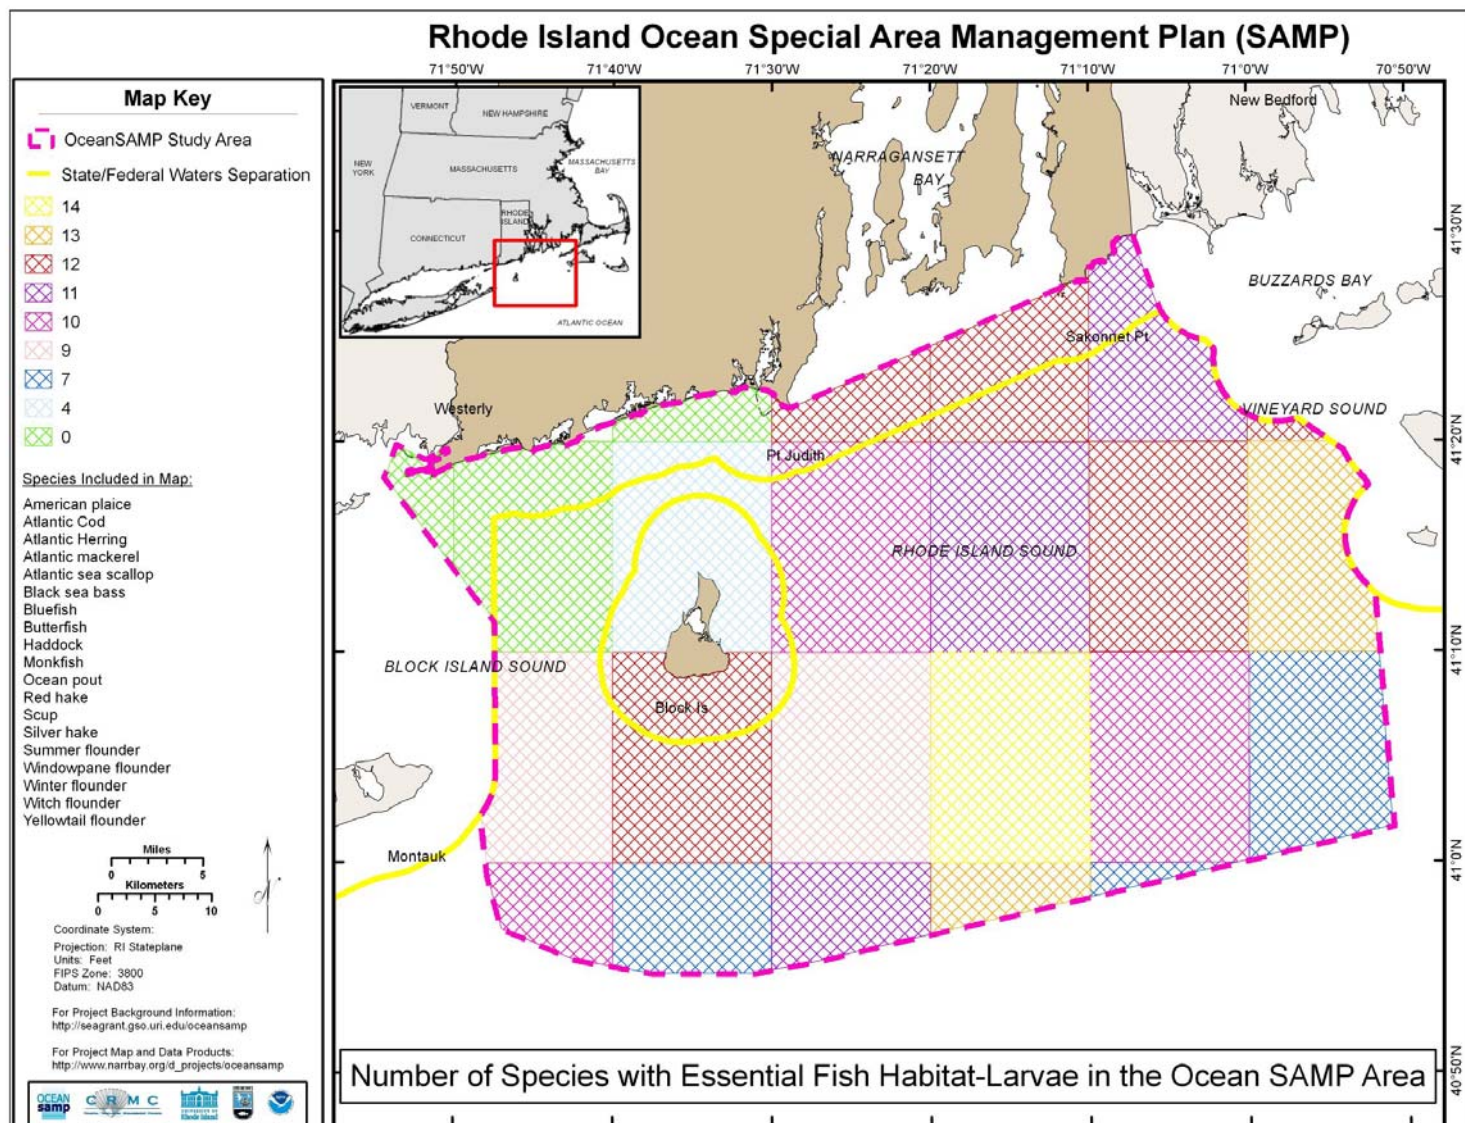 Rhode Island Ocean Special Area Management Plan (SAMP)
71°50'W 71°40'W 71°30'W 71°20'W 71°10'W 71°0'W 70°50'W
Map Key
OceanSAMP Study Area
State/Federal Waters Separation
14
13
12
11
10
9
7
4
0
Species Included in Map:
American plaice
Atlantic Cod
Atlantic Herring
Atlantic mackerel
Atlantic sea scallop
Black sea bass
Bluefish
Butterfish
Haddock
Monkfish
Ocean pout
Red hake
Scup
Silver hake
Summer flounder
Windowpane flounder
Winter flounder
Witch flounder
Yellowtail flounder
Miles
0 5
Kilometers
0 5 10
Coordinate System:
Projection: RI Stateplane
Units: Feet
FIPS Zone: 3800
Datum: NAD83
For Project Background Information:
http://seagrant.gso.uri.edu/oceansamp
For Project Map and Data Products:
http://www.narrbay.org/d_projects/oceansamp
OCEAN
samp
C R M C
Rhode Island
VERMONT
NEW HAMPSHIRE
NEW
YORK
MASSACHUSETTS
MASSACHUSETTS
BAY
CONNECTICUT
RHODE
ISLAND
ATLANTIC OCEAN
New Bedford
NARRAGANSETT
BAY
BUZZARDS BAY
Sakonnet Pt
VINEYARD SOUND
Westerly
Pt Judith
RHODE ISLAND SOUND
BLOCK ISLAND SOUND
Block Is
Montauk
41°30'N
41°20'N
41°10'N
41°0'N
40°50'N
Number of Species with Essential Fish Habitat-Larvae in the Ocean SAMP Area